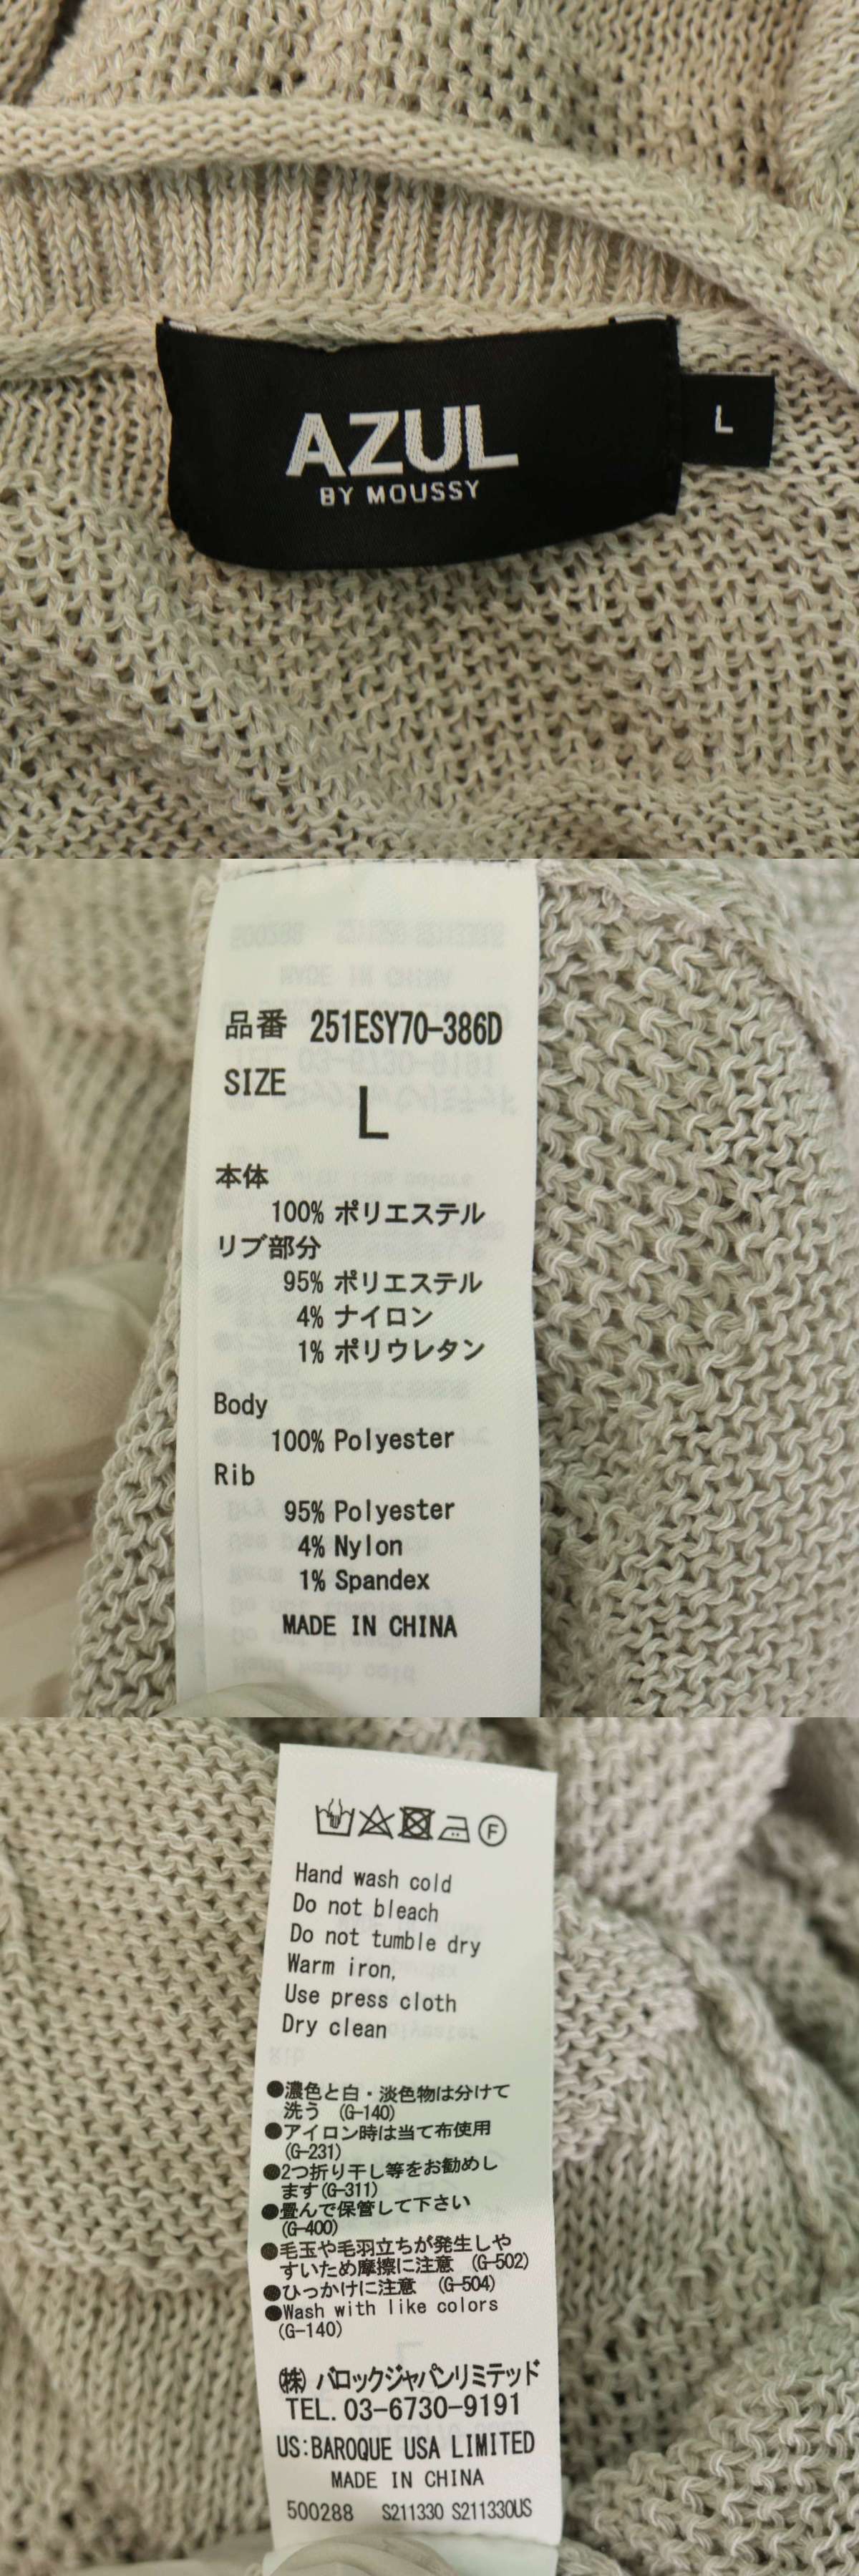 AZUL
BY MOUSSY
L
品番 251ESY70-386D
SIZE
L
本体
100% ポリエステル
リブ部分
95% ポリエステル
4% ナイロン
1% ポリウレタン
Body
100% Polyester
Rib
95% Polyester
4% Nylon
1% Spandex
MADE IN CHINA
F
Hand wash cold
Do not bleach
Do not tumble dry
Warm iron,
Use press cloth
Dry clean
●濃色と白・淡色物は分けて
洗う (G-140)
●アイロン時は当て布使用
(G-231)
●2つ折り干し等をお勧めし
ます(G-311)
●畳んで保管して下さい
(G-400)
●毛玉や毛羽立ちが発生しや
すいため摩擦に注意 (G-502)
●ひっかけに注意 (G-504)
●Wash with like colors
(G-140)
㈱ バロックジャパンリミテッド
TEL. 03-6730-9191
US:BAROQUE USA LIMITED
MADE IN CHINA
500288 S211330 S211330US